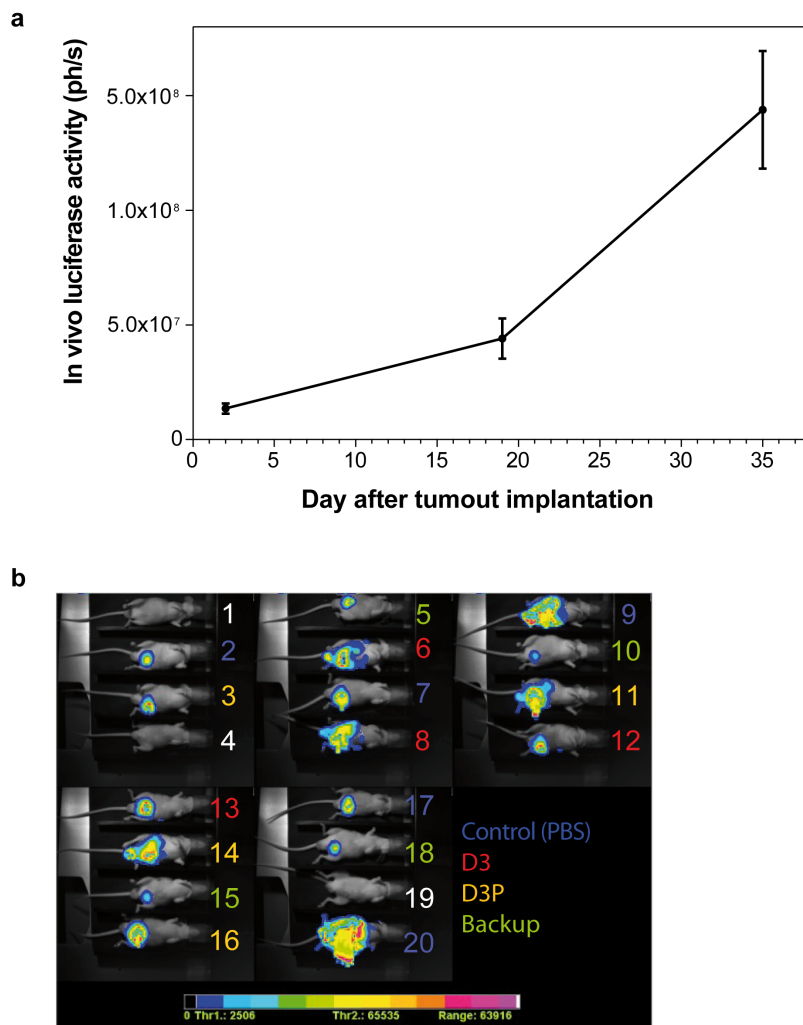 a
In vivo luciferase activity (ph/s)
5.0x10⁸
1.0x10⁸
5.0x10⁷
0
0 5 10 15 20 25 30 35
Day after tumout implantation
b
1
2
3
4
5
6
7
8
9
10
11
12
13
14
15
16
17
18
19
20
Control (PBS)
D3
D3P
Backup
0 Thr1.: 2506 Thr2.: 65535 Range: 63916